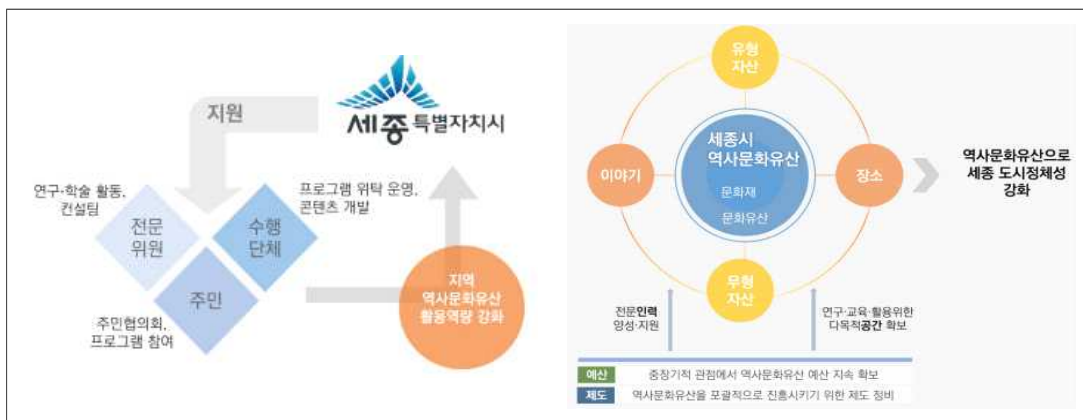 지원
세종특별자치시
연구·학술 활동,
컨설팅
프로그램 위탁 운영,
콘텐츠 개발
전문
위원
수행
단체
주민
주민협의회,
프로그램 참여
지역
역사문화유산
활용역량 강화
유형
자산
세종시
역사문화유산
문화재
문화유산
이야기
장소
무형
자산
역사문화유산으로
세종 도시정체성
강화
전문인력
양성·지원
연구·교육·활용위한
다목적공간 확보
예산 중장기적 관점에서 역사문화유산 예산 지속 확보
제도 역사문화유산을 포괄적으로 진흥시키기 위한 제도 정비